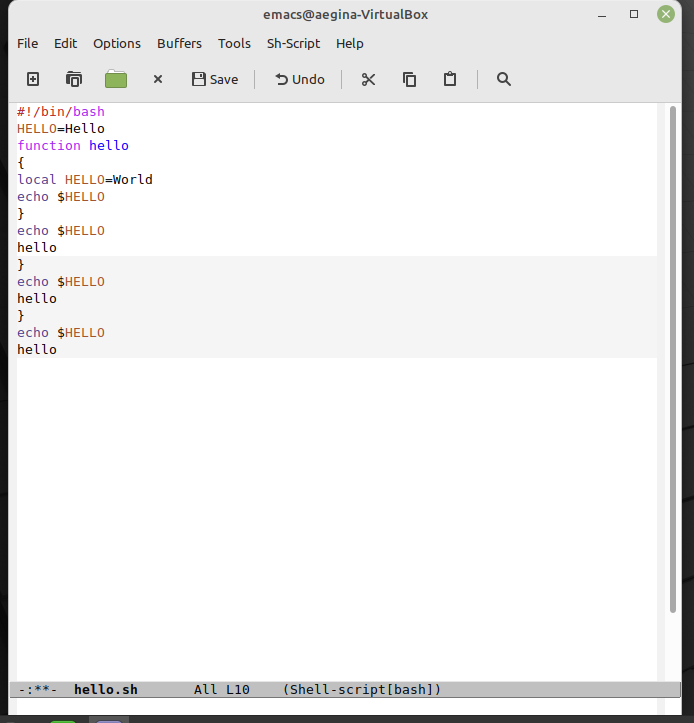 emacs@aegina-VirtualBox
File Edit Options Buffers Tools Sh-Script Help
Save Undo
#!/bin/bash
HELLO=Hello
function hello
{
local HELLO=World
echo $HELLO
}
echo $HELLO
hello
}
echo $HELLO
hello
}
echo $HELLO
hello
-:**- hello.sh All L10 (Shell-script[bash])